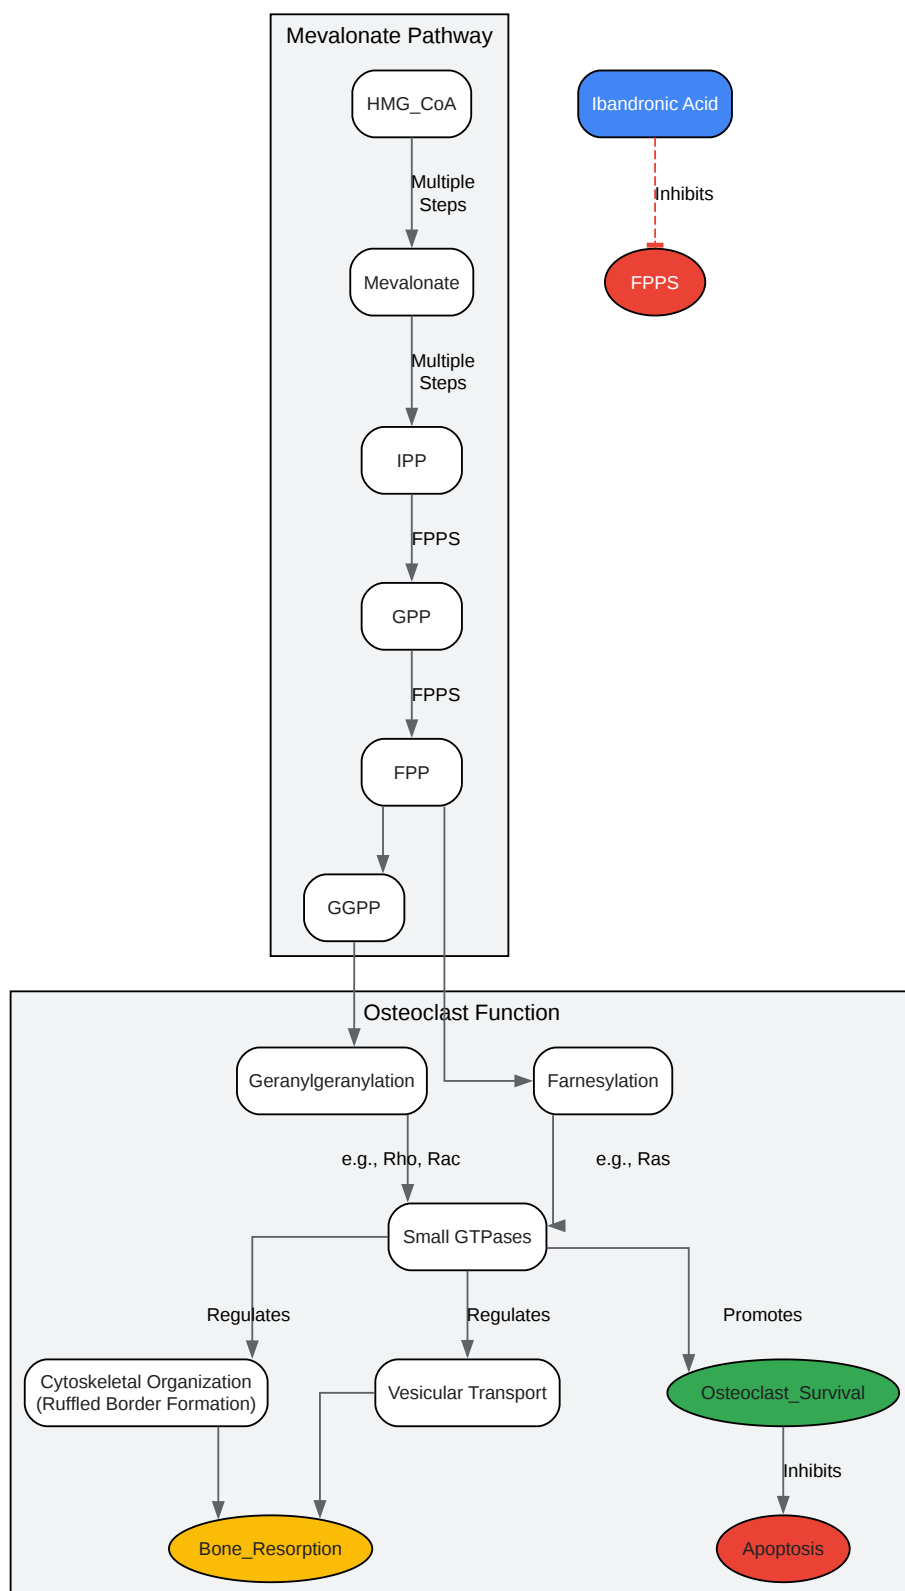 Mevalonate Pathway
HMG_CoA
Ibandronic Acid
Multiple
Steps
Inhibits
Mevalonate
FPPS
Multiple
Steps
IPP
FPPS
GPP
FPPS
FPP
GGPP
Osteoclast Function
Geranylgeranylation
Farnesylation
e.g., Rho, Rac
e.g., Ras
Small GTPases
Regulates
Regulates
Promotes
Cytoskeletal Organization
(Ruffled Border Formation)
Vesicular Transport
Osteoclast_Survival
Inhibits
Bone_Resorption
Apoptosis